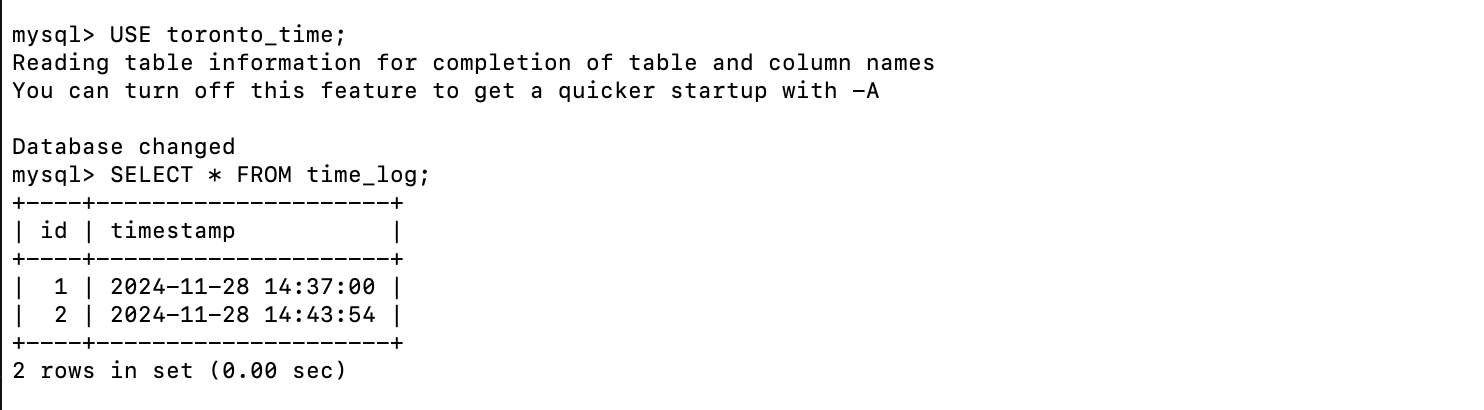 mysql> USE toronto_time;
Reading table information for completion of table and column names
You can turn off this feature to get a quicker startup with -A
Database changed
mysql> SELECT * FROM time_log;
+----+---------------------+
| id | timestamp           |
+----+---------------------+
|  1 | 2024-11-28 14:37:00 |
|  2 | 2024-11-28 14:43:54 |
+----+---------------------+
2 rows in set (0.00 sec)